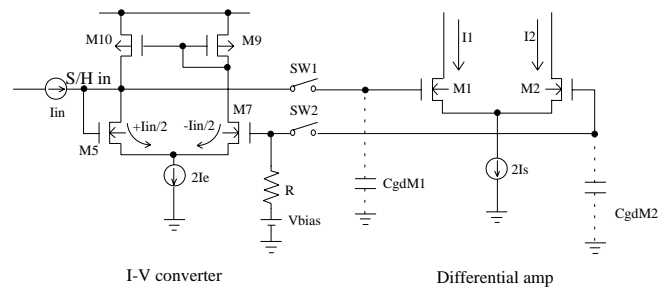 M10
M9
I1
I2
S/H in
SW1
Iin
M1
M2
M7
SW2
+Iin/2
-Iin/2
M5
2Ie
R
CgdM1
2Is
CgdM2
Vbias
I-V converter
Differential amp